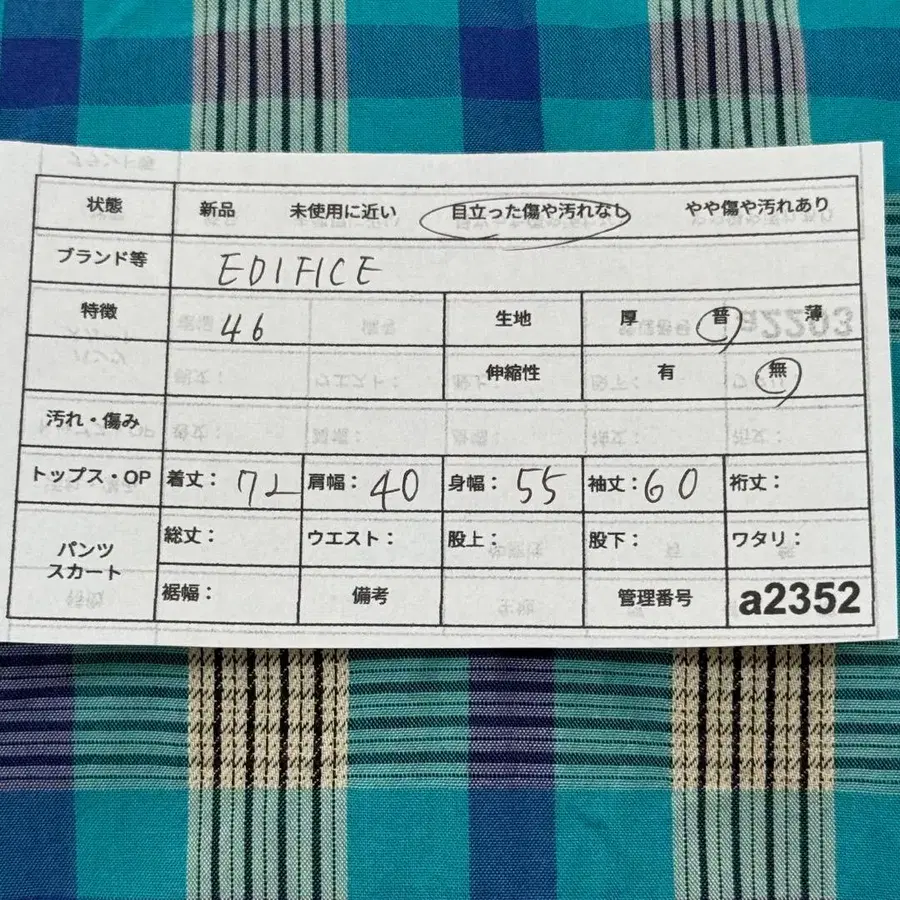 状態 新品 未使用に近い 目立った傷や汚れなし やや傷や汚れあり
ブランド等 EDIFICE
特徴 46 生地 厚 普 薄
伸縮性 有 無
汚れ・傷み
トップス・OP 着丈: 72 肩幅: 40 身幅: 55 袖丈: 60 裄丈:
パンツ スカート 総丈: ウエスト: 股上: 股下: ワタリ:
裾幅: 備考 管理番号 a2352